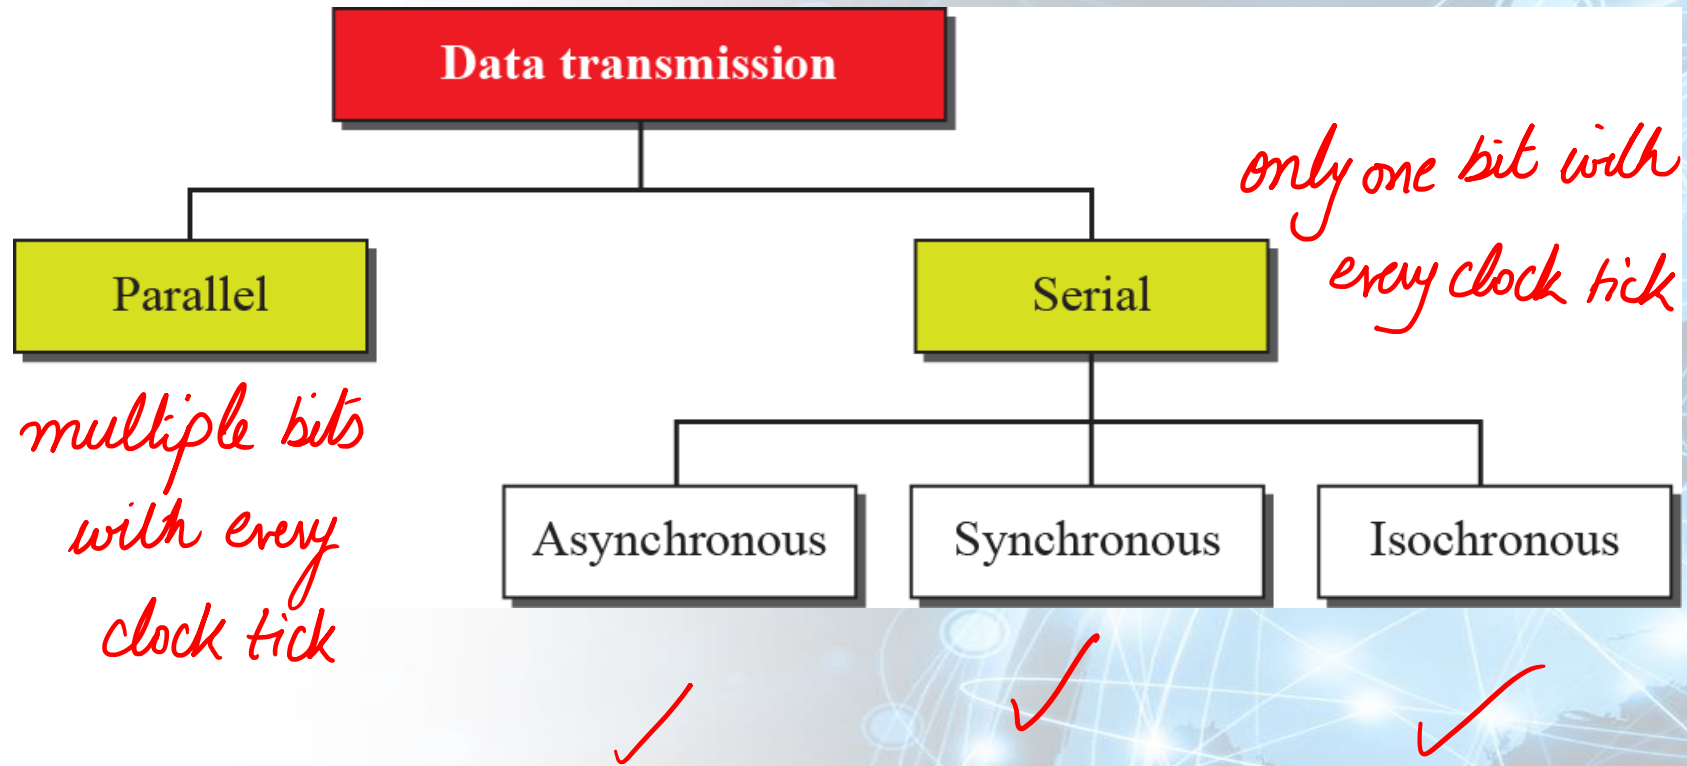 Data transmission
only one bit with
every clock tick
Parallel
Serial
multiple bits
with every
clock tick
Asynchronous
Synchronous
Isochronous